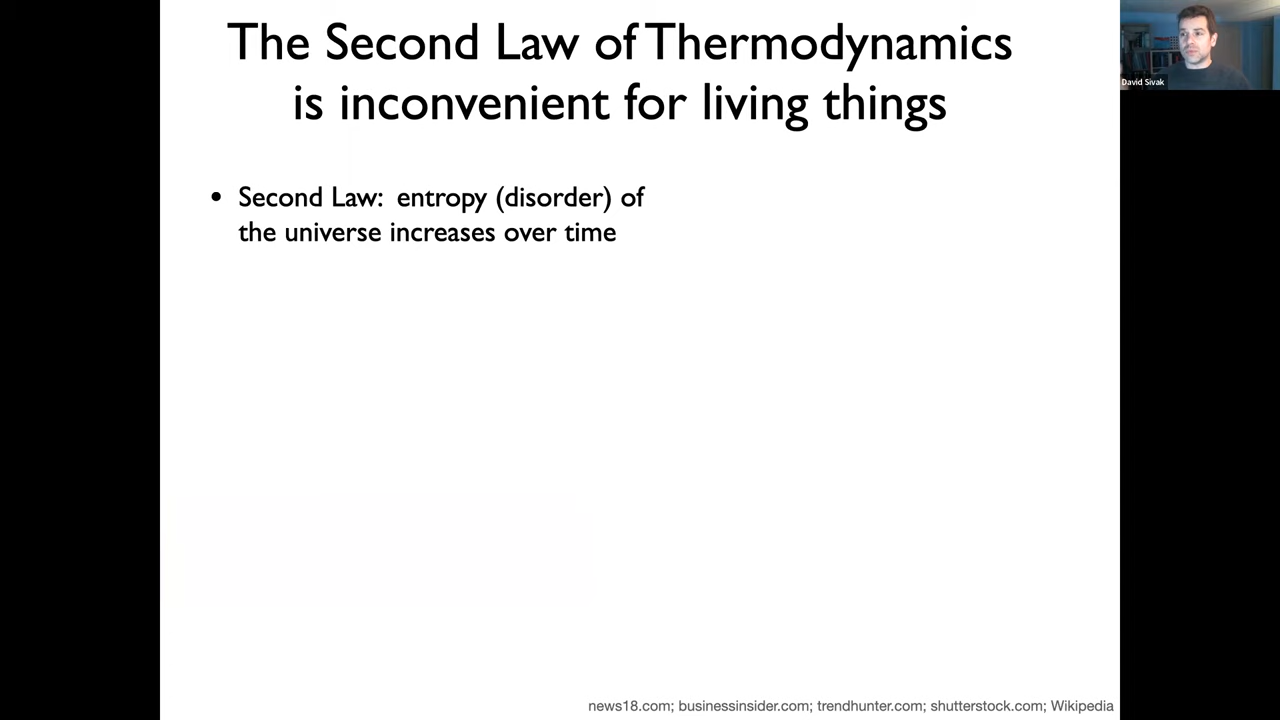 The Second Law of Thermodynamics
is inconvenient for living things
David Sivak
• Second Law: entropy (disorder) of
the universe increases over time
news18.com; businessinsider.com; trendhunter.com; shutterstock.com; Wikipedia